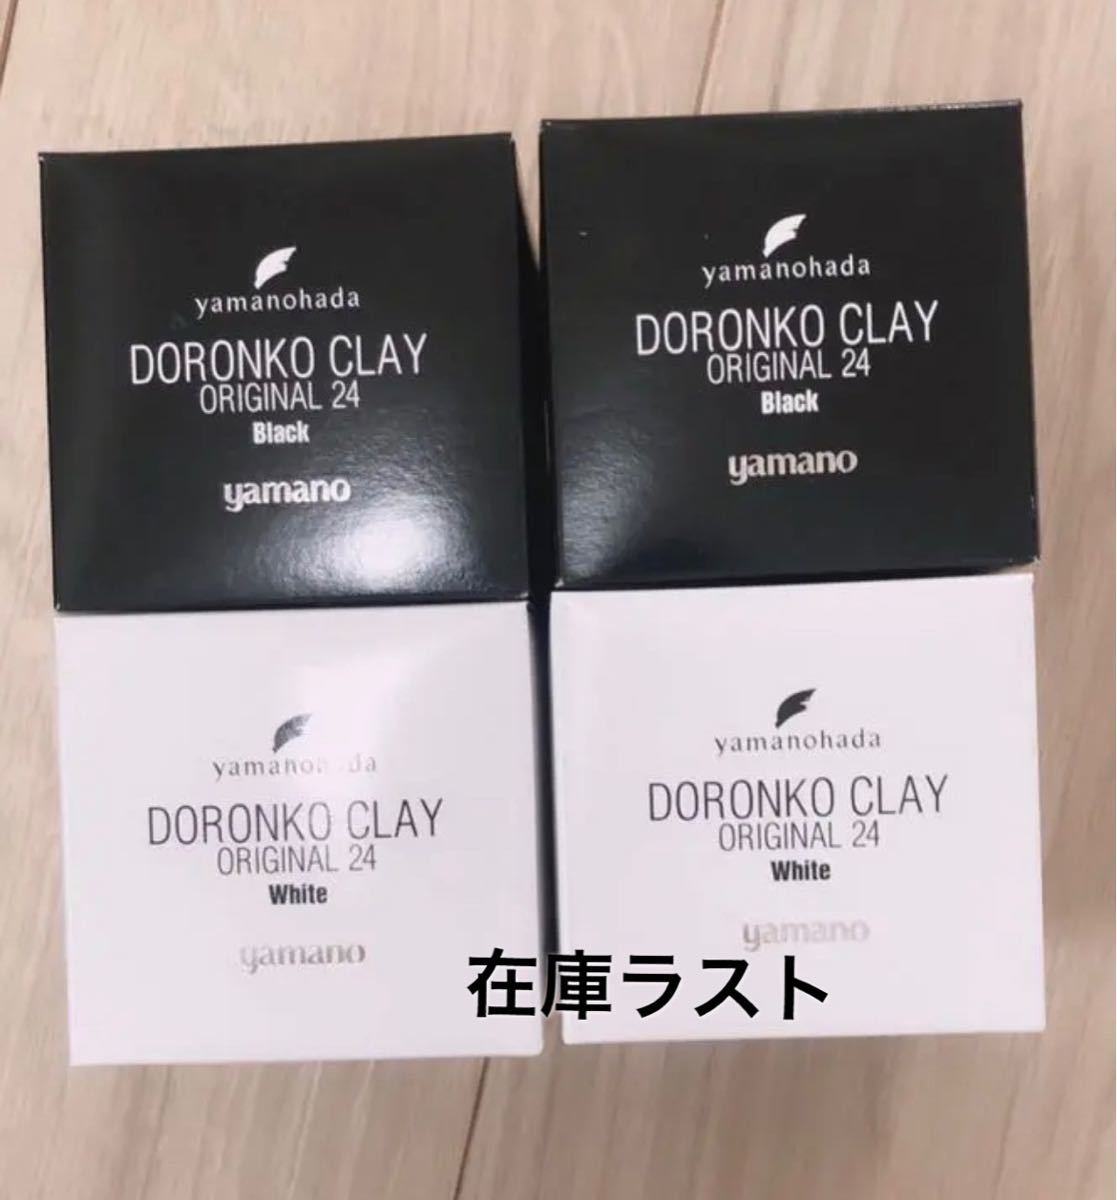 yamanohada
DORONKO CLAY
ORIGINAL 24
Black
yamano
yamanohada
DORONKO CLAY
ORIGINAL 24
Black
yamano
yamanohada
DORONKO CLAY
ORIGINAL 24
White
yamano
yamanohada
DORONKO CLAY
ORIGINAL 24
White
yamano
在庫ラスト